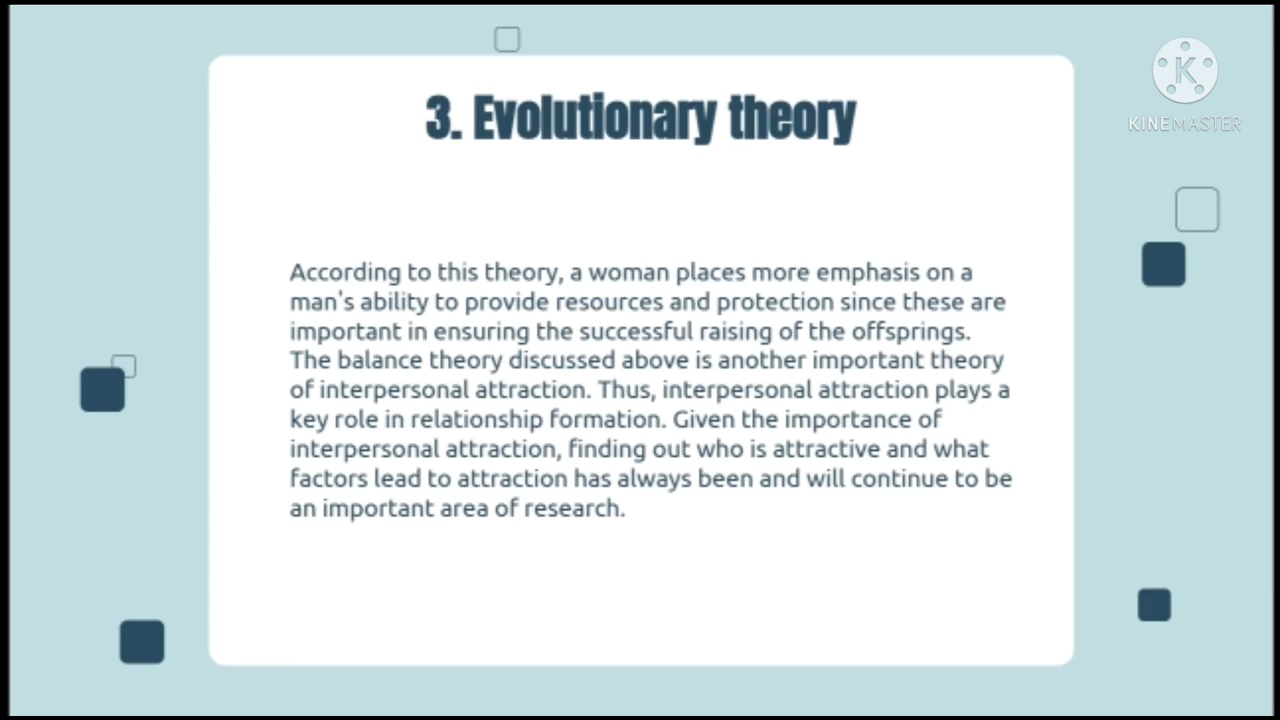 3. Evolutionary theory
K
KINEMASTER
According to this theory, a woman places more emphasis on a
man's ability to provide resources and protection since these are
important in ensuring the successful raising of the offsprings.
The balance theory discussed above is another important theory
of interpersonal attraction. Thus, interpersonal attraction plays a
key role in relationship formation. Given the importance of
interpersonal attraction, finding out who is attractive and what
factors lead to attraction has always been and will continue to be
an important area of research.